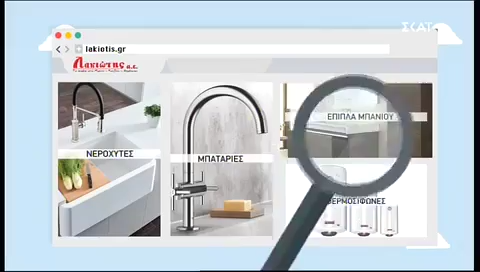 ΣΚΑΪ
lakiotis.gr
Λακιώτης α.ε.
ΕΠΙΠΛΑ ΜΠΑΝΙΟΥ
ΝΕΡΟΧΥΤΕΣ
ΜΠΑΤΑΡΙΕΣ
ΘΕΡΜΟΣΙΦΩΝΕΣ